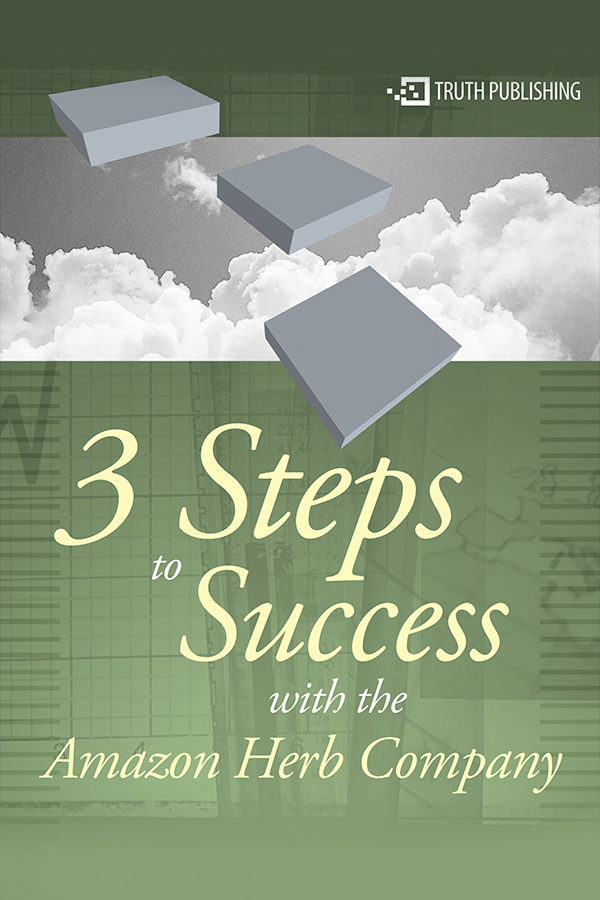 TRUTH PUBLISHING
3 Steps
to
Success
with the
Amazon Herb Company